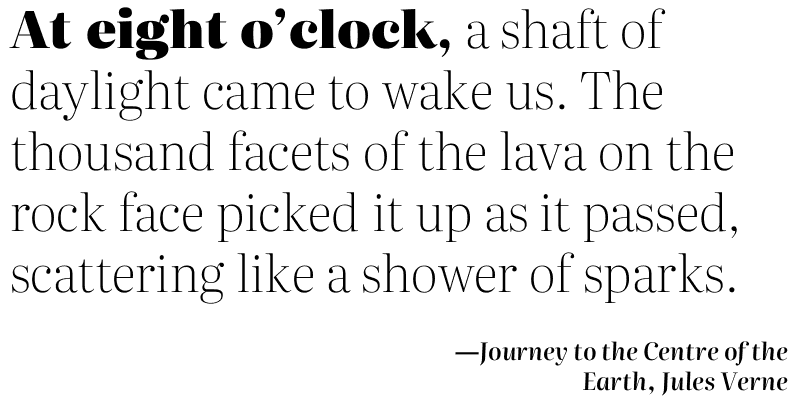 At eight o’clock, a shaft of
daylight came to wake us. The
thousand facets of the lava on the
rock face picked it up as it passed,
scattering like a shower of sparks.
—Journey to the Centre of the
Earth, Jules Verne